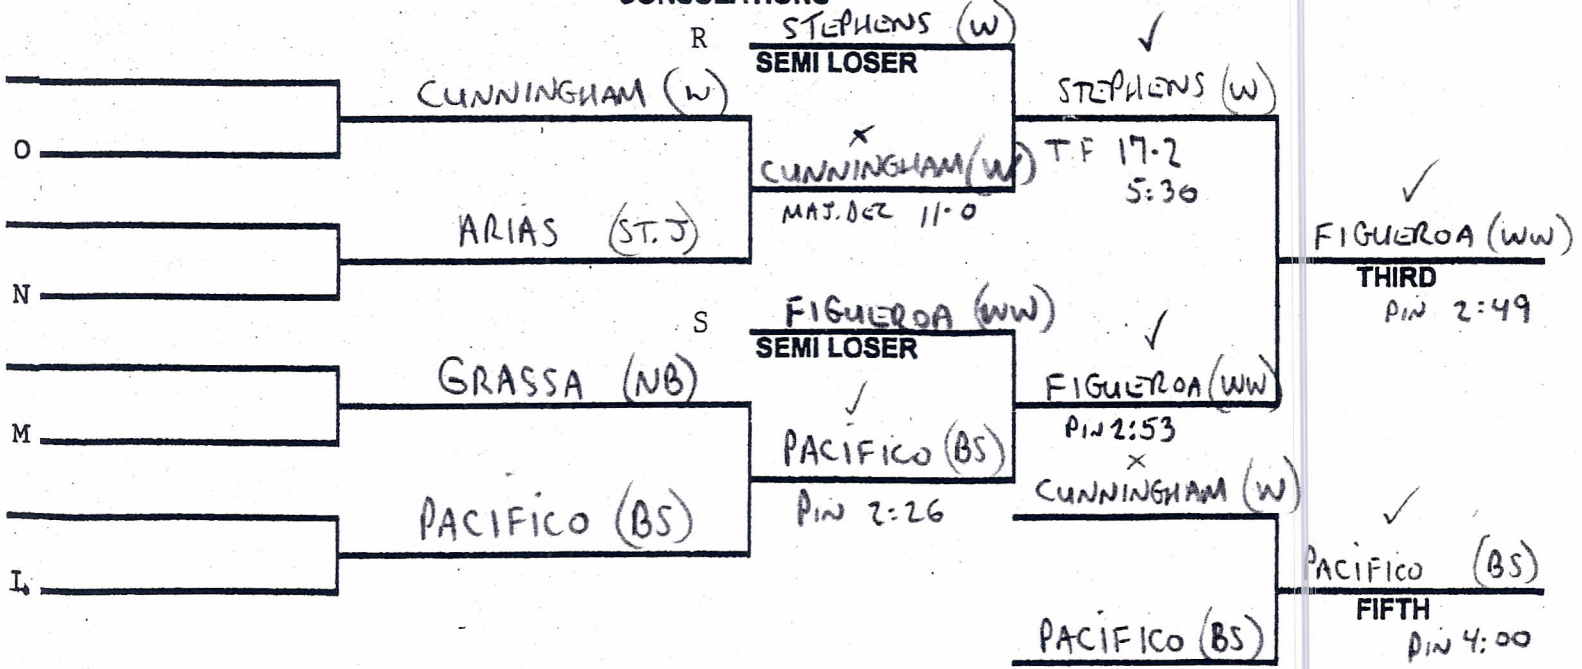 R STEPHENS (W) ✓
SEMI LOSER
CUNNINGHAM (W) STEPHENS (W)
O × T.F 17-2
CUNNINGHAM (W) 5:30
MAJ. DEC 11-0 ✓
ARIAS (ST. J) FIGUEROA (WW)
THIRD
N PIN 2:49
S FIGUEROA (WW) ✓
SEMI LOSER
GRASSA (NB) FIGUEROA (WW)
✓ PIN 2:53
M PACIFICO (BS) ×
CUNNINGHAM (W)
PACIFICO (BS) PIN 2:26 ✓
PACIFICO (BS)
L FIFTH
PACIFICO (BS) PIN 4:00